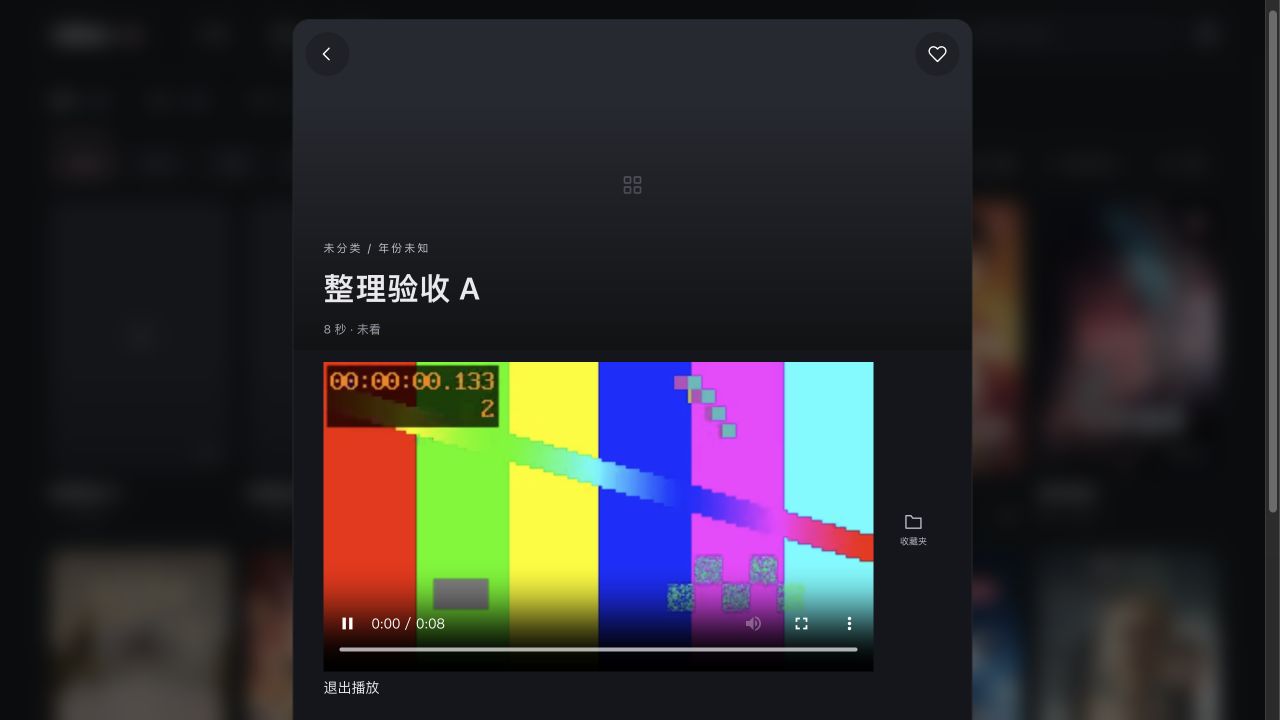 未分类 / 年份未知
整理验收 A
8 秒 · 未看
00:00:00.133
2
收藏夹
0:00 / 0:08
退出播放